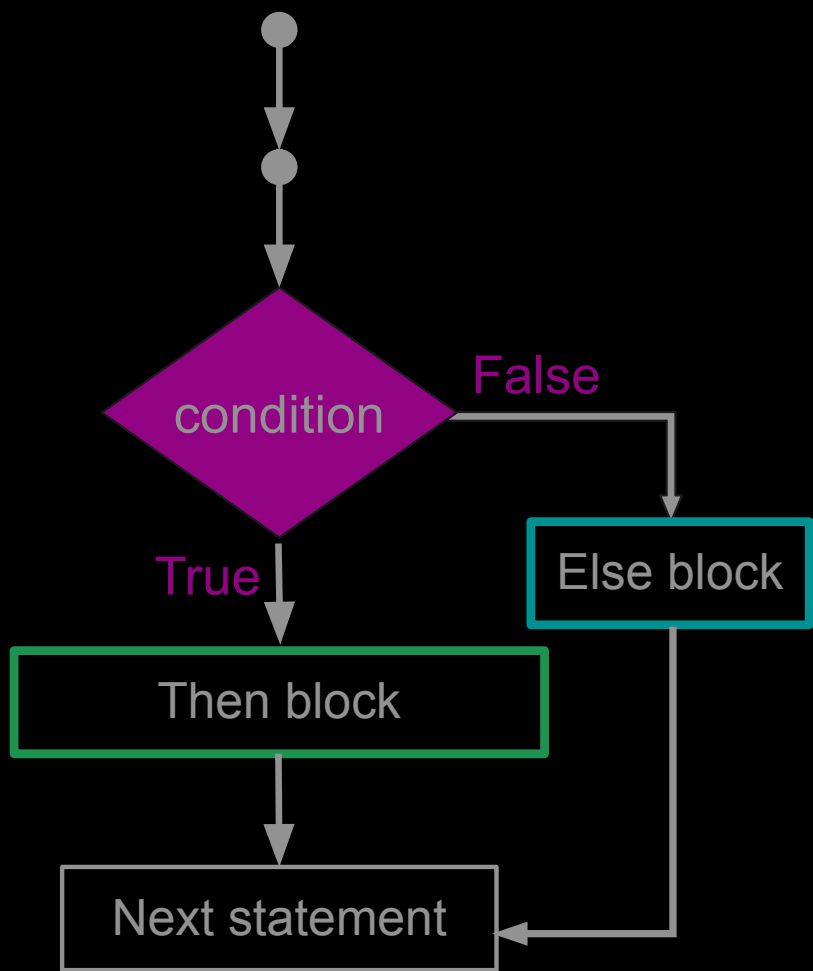 False
condition
True
Else block
Then block
Next statement